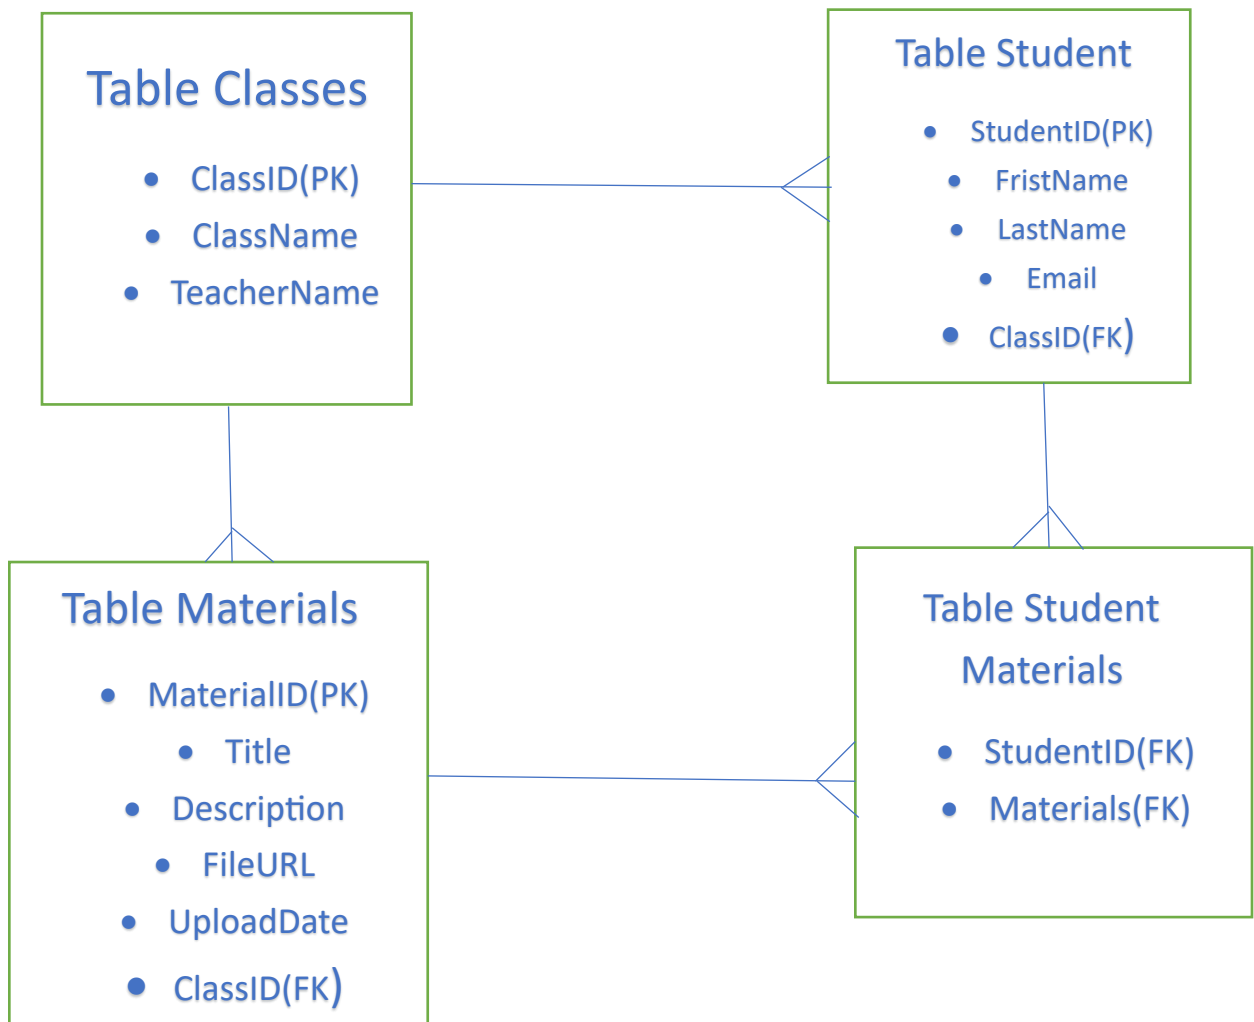 Table Classes
• ClassID(PK)
• ClassName
• TeacherName
Table Student
• StudentID(PK)
• FristName
• LastName
• Email
• ClassID(FK)
Table Materials
• MaterialID(PK)
• Title
• Description
• FileURL
• UploadDate
• ClassID(FK)
Table Student
Materials
• StudentID(FK)
• Materials(FK)